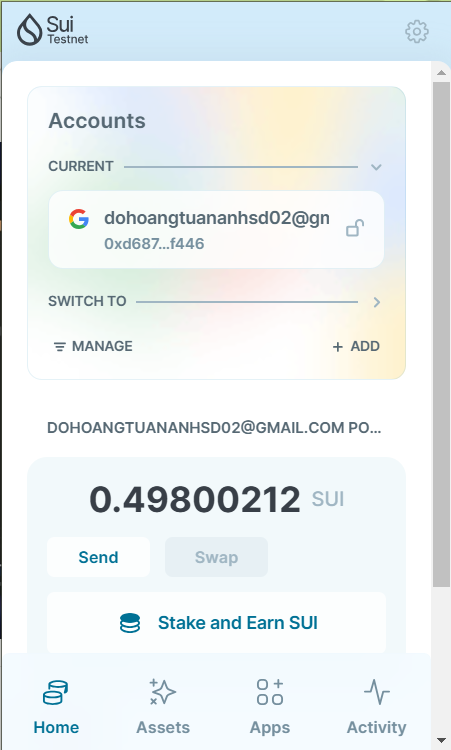 Sui
Testnet
Accounts
CURRENT
dohoangtuananhsd02@gm
0xd687...f446
SWITCH TO
MANAGE
+ ADD
DOHOANGTUANANHSD02@GMAIL.COM PO...
0.49800212 SUI
Send
Swap
Stake and Earn SUI
Home
Assets
Apps
Activity